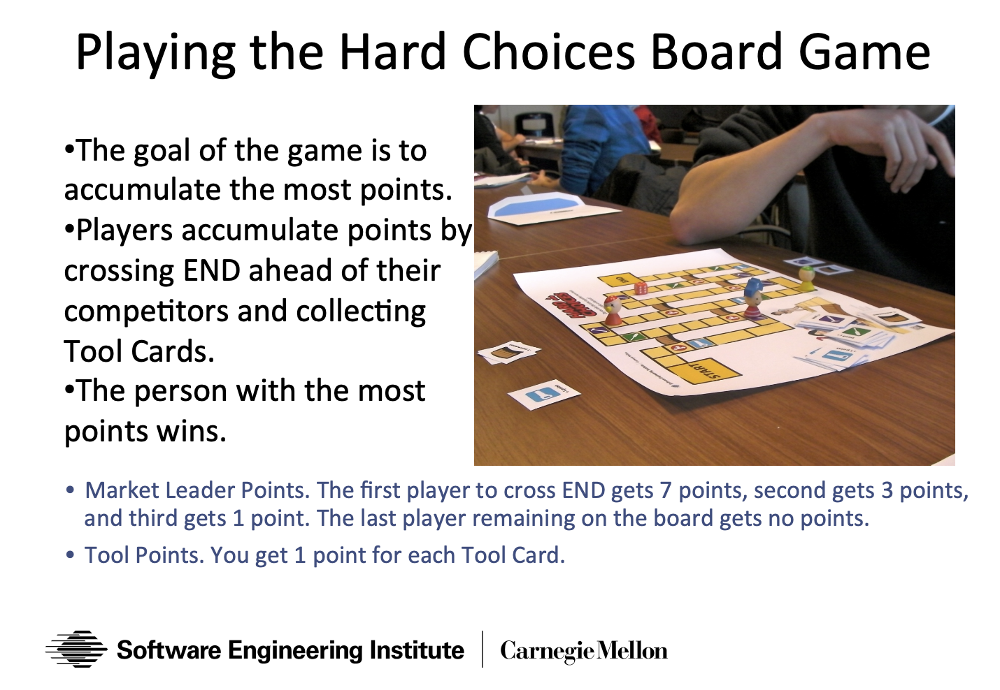 Playing the Hard Choices Board Game
•The goal of the game is to
accumulate the most points.
•Players accumulate points by
crossing END ahead of their
competitors and collecting
Tool Cards.
•The person with the most
points wins.
END
HARD
CHOICES
START
• Market Leader Points. The first player to cross END gets 7 points, second gets 3 points,
and third gets 1 point. The last player remaining on the board gets no points.
• Tool Points. You get 1 point for each Tool Card.
Software Engineering Institute | Carnegie Mellon